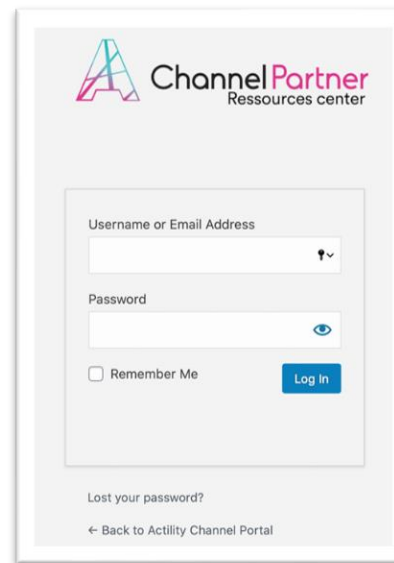 Channel Partner
Ressources center
Username or Email Address
Password
Remember Me
Log In
Lost your password?
← Back to Actility Channel Portal